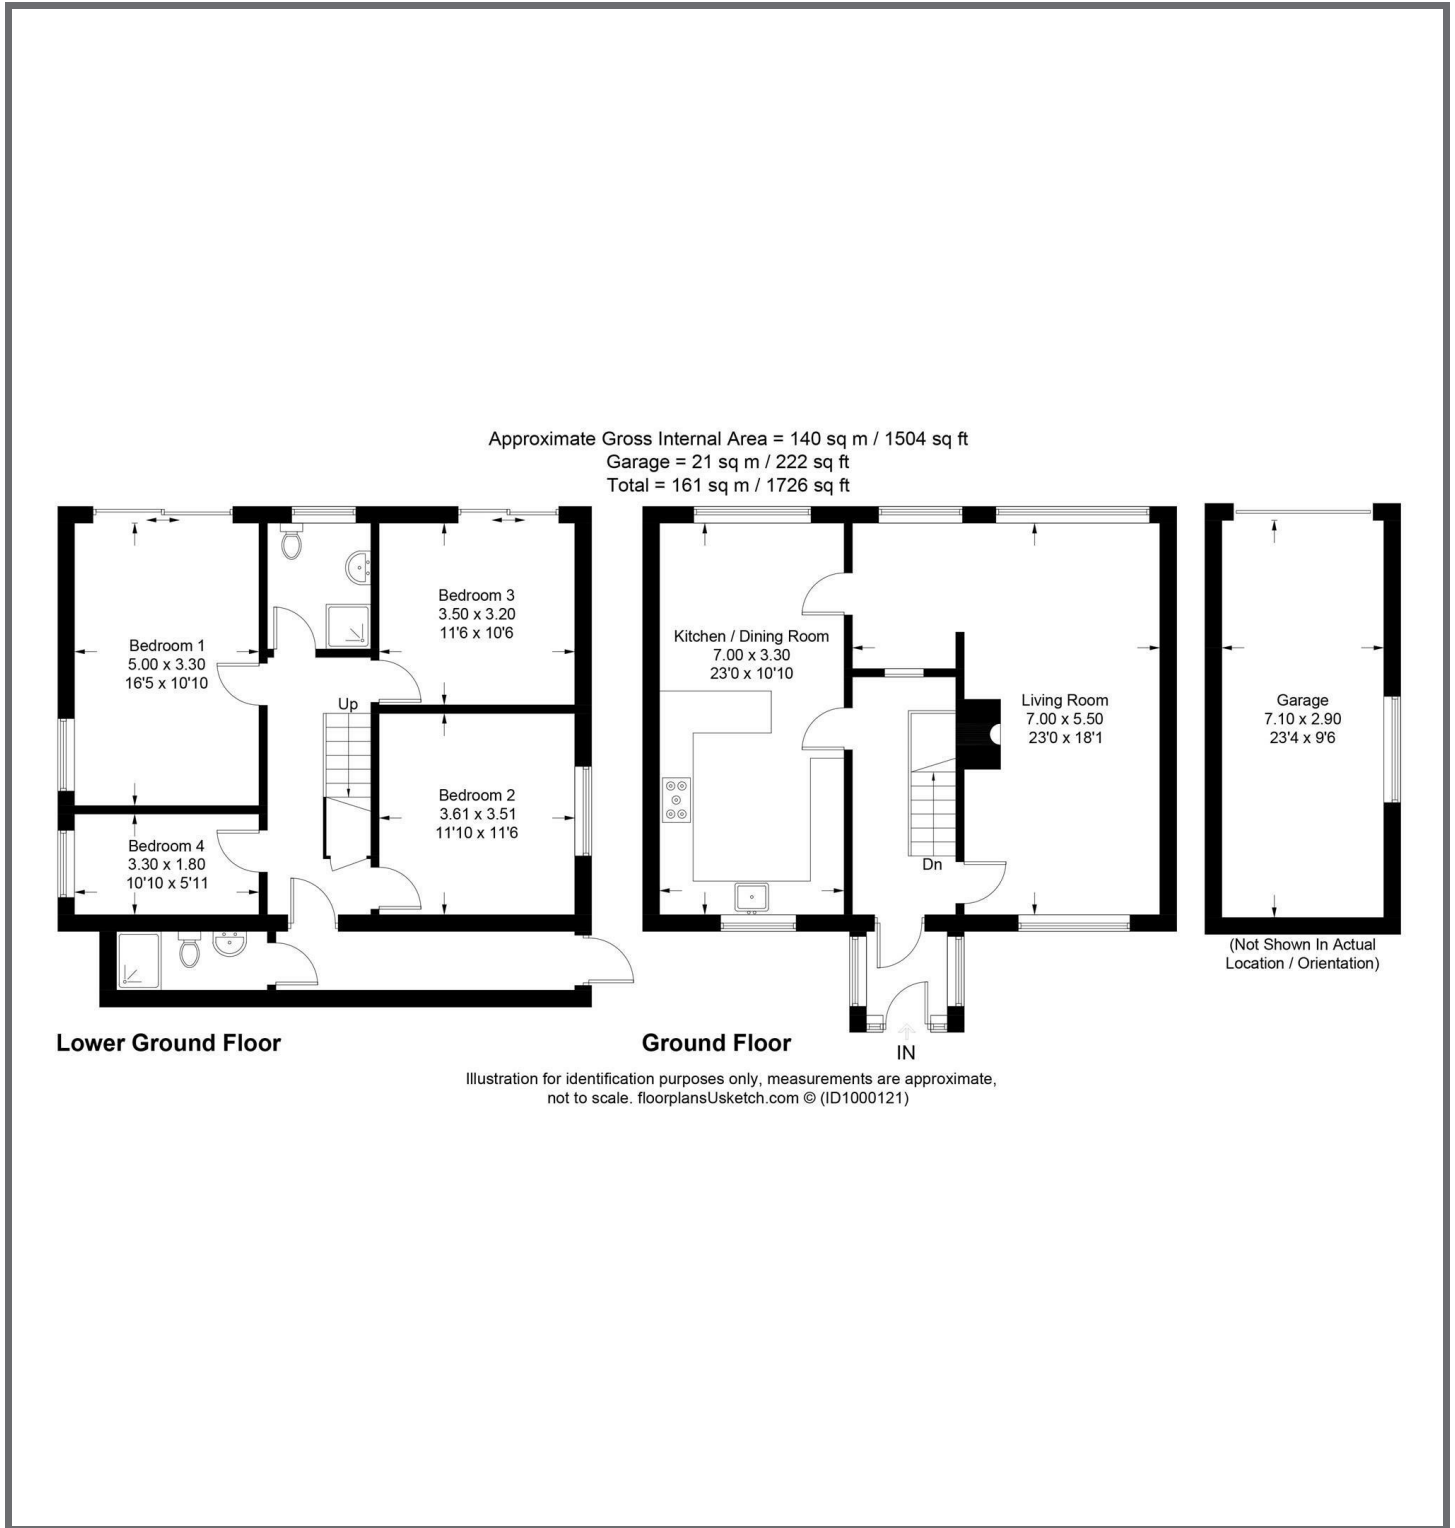 Approximate Gross Internal Area = 140 sq m / 1504 sq ft
Garage = 21 sq m / 222 sq ft
Total = 161 sq m / 1726 sq ft
Bedroom 1
5.00 x 3.30
16'5 x 10'10
Bedroom 3
3.50 x 3.20
11'6 x 10'6
Up
Bedroom 2
3.61 x 3.51
11'10 x 11'6
Bedroom 4
3.30 x 1.80
10'10 x 5'11
Lower Ground Floor
Kitchen / Dining Room
7.00 x 3.30
23'0 x 10'10
Living Room
7.00 x 5.50
23'0 x 18'1
Dn
IN
Ground Floor
Garage
7.10 x 2.90
23'4 x 9'6
(Not Shown In Actual
Location / Orientation)
Illustration for identification purposes only, measurements are approximate,
not to scale. floorplansUsketch.com © (ID1000121)